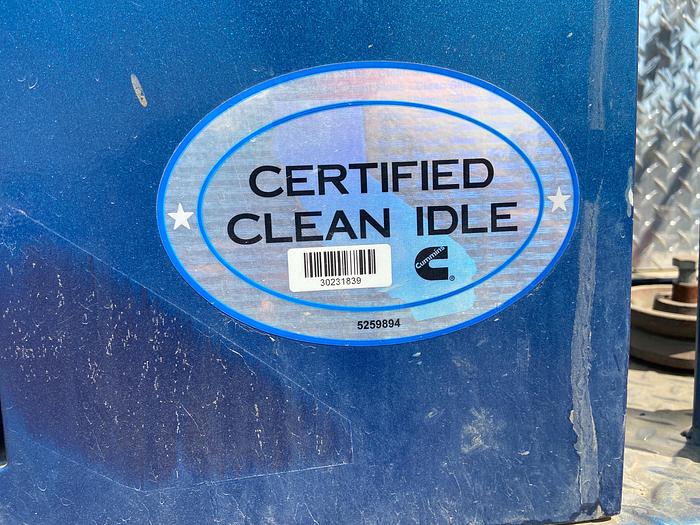 CERTIFIED
CLEAN IDLE
30231839
Cummins
®
5259894